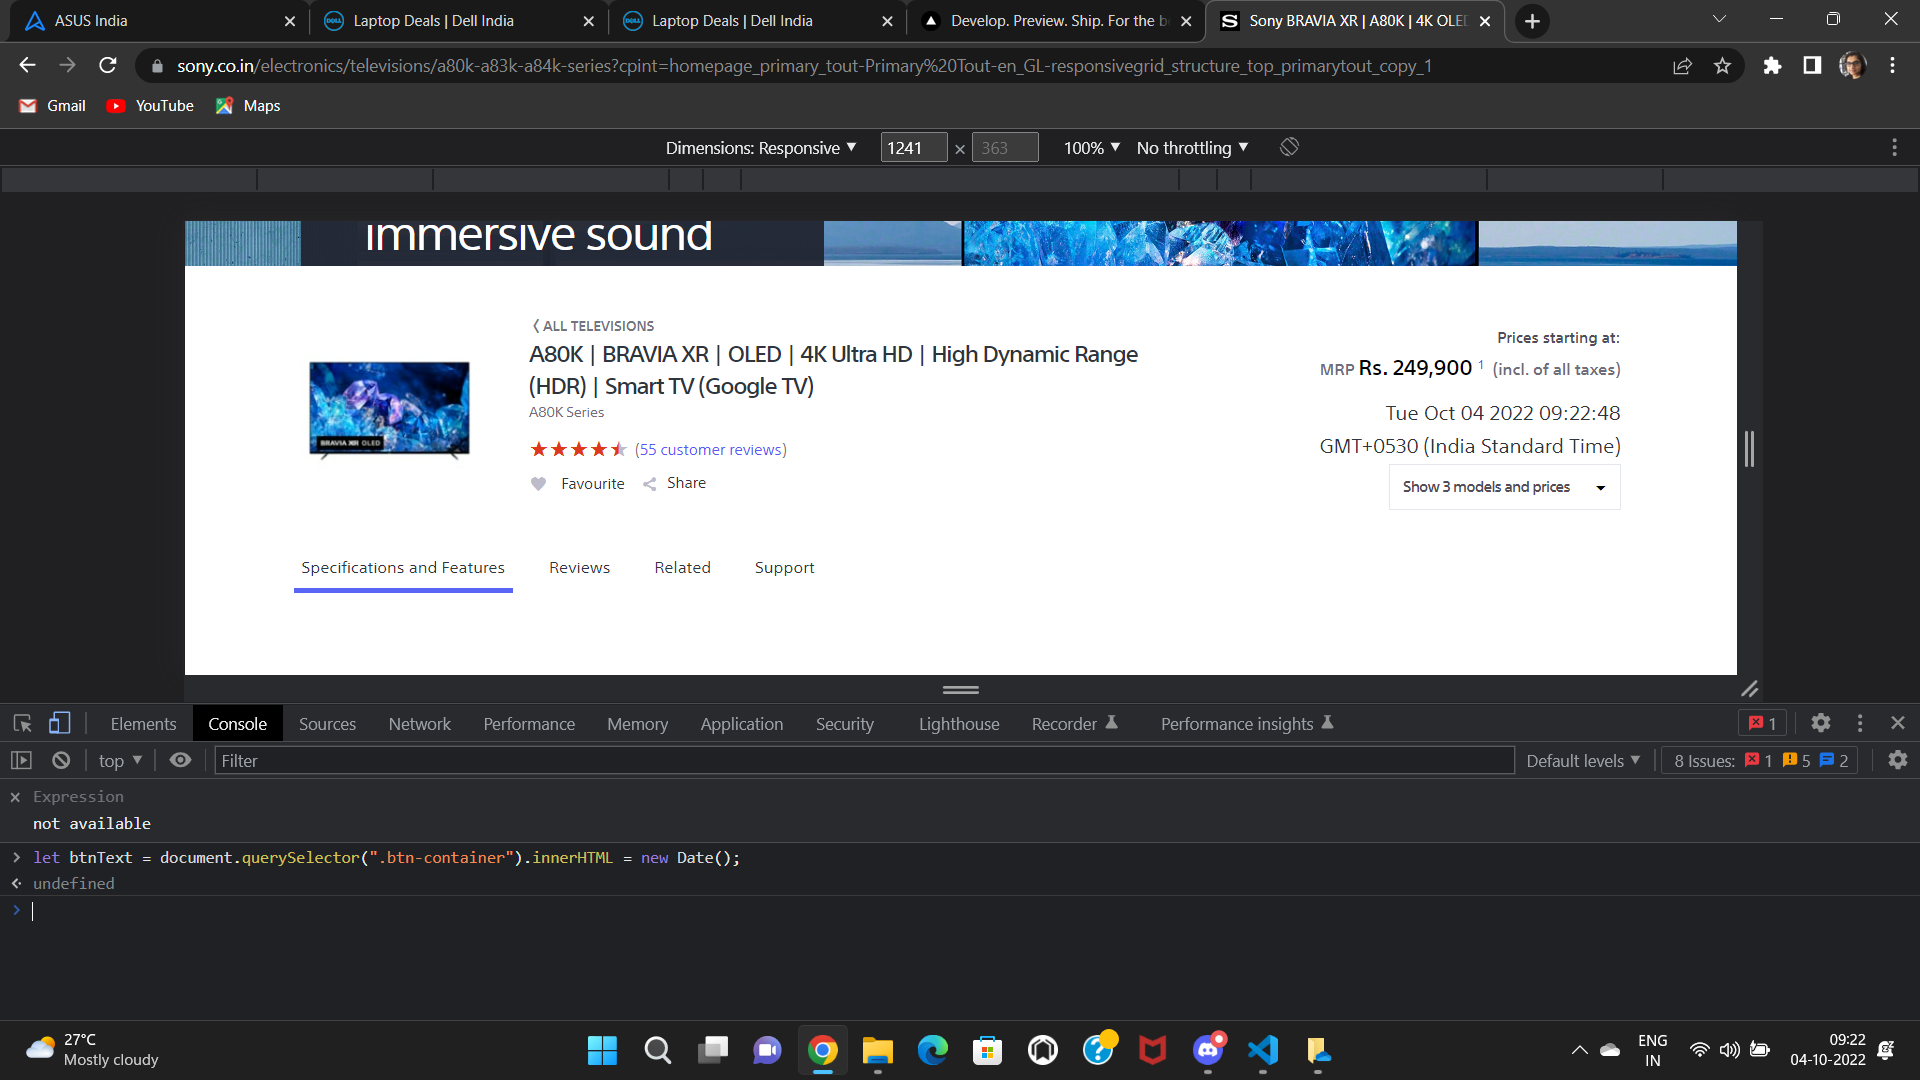 ASUS India
Laptop Deals | Dell India
Laptop Deals | Dell India
Develop. Preview. Ship. For the b
Sony BRAVIA XR | A80K | 4K OLED
sony.co.in/electronics/televisions/a80k-a83k-a84k-series?cpint=homepage_primary_tout-Primary%20Tout-en_GL-responsivegrid_structure_top_primarytout_copy_1
Gmail
YouTube
Maps
Dimensions: Responsive
1241 × 363
100%
No throttling
immersive sound
ALL TELEVISIONS
A80K | BRAVIA XR | OLED | 4K Ultra HD | High Dynamic Range
(HDR) | Smart TV (Google TV)
A80K Series
(55 customer reviews)
Favourite
Share
BRAVIA XR OLED
Prices starting at:
MRP Rs. 249,900 1 (incl. of all taxes)
Tue Oct 04 2022 09:22:48
GMT+0530 (India Standard Time)
Show 3 models and prices
Specifications and Features
Reviews
Related
Support
Elements
Console
Sources
Network
Performance
Memory
Application
Security
Lighthouse
Recorder
Performance insights
1
top
Filter
Default levels
8 Issues: 1 5 2
Expression
not available
let btnText = document.querySelector(".btn-container").innerHTML = new Date();
undefined
27°C
Mostly cloudy
ENG
IN
09:22
04-10-2022